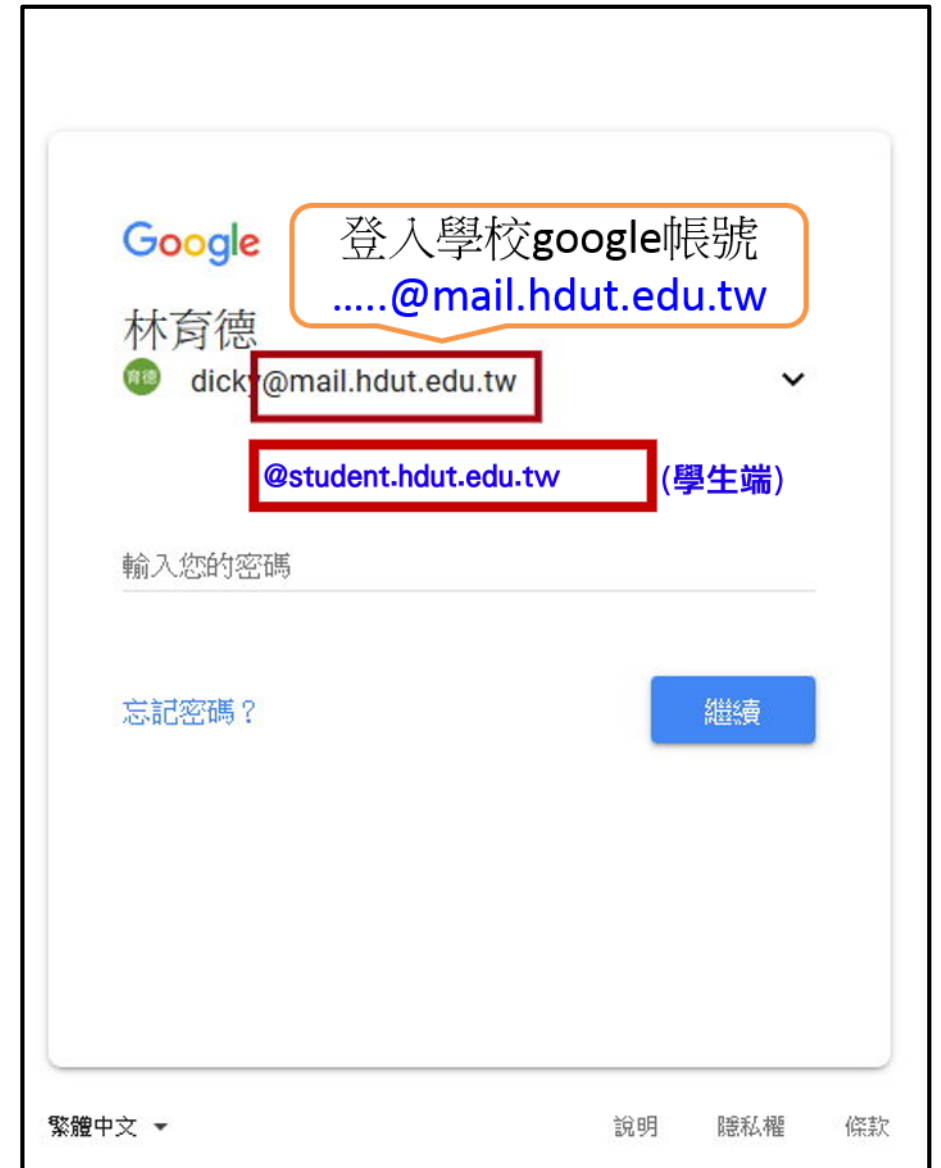 Google
登入學校google帳號
.....@mail.hdut.edu.tw
林育德
育德 dicky@mail.hdut.edu.tw
@student.hdut.edu.tw (學生端)
輸入您的密碼
忘記密碼？ 繼續
繁體中文 說明 隱私權 條款